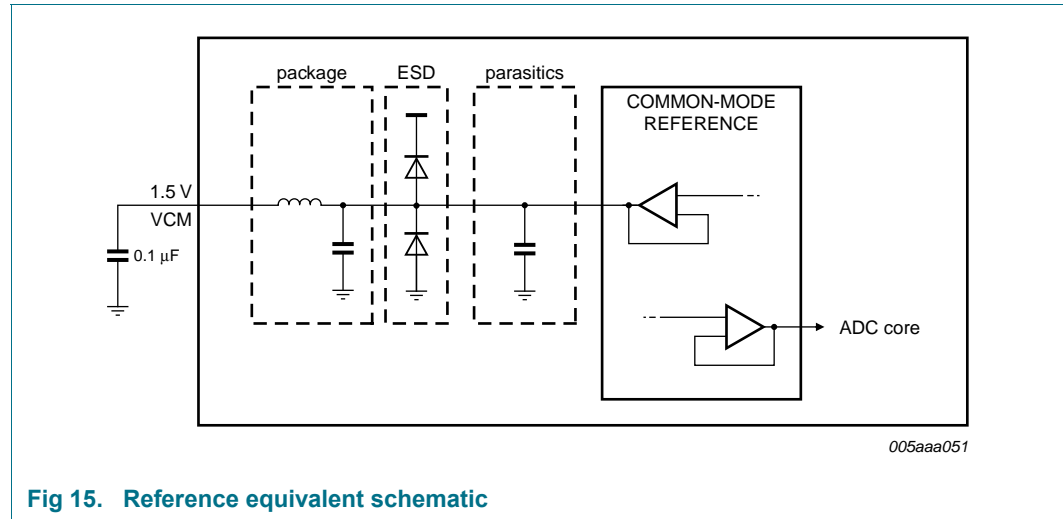 package
ESD
parasitics
COMMON-MODE
REFERENCE
1.5 V
VCM
0.1 μF
ADC core
005aaa051
Fig 15. Reference equivalent schematic